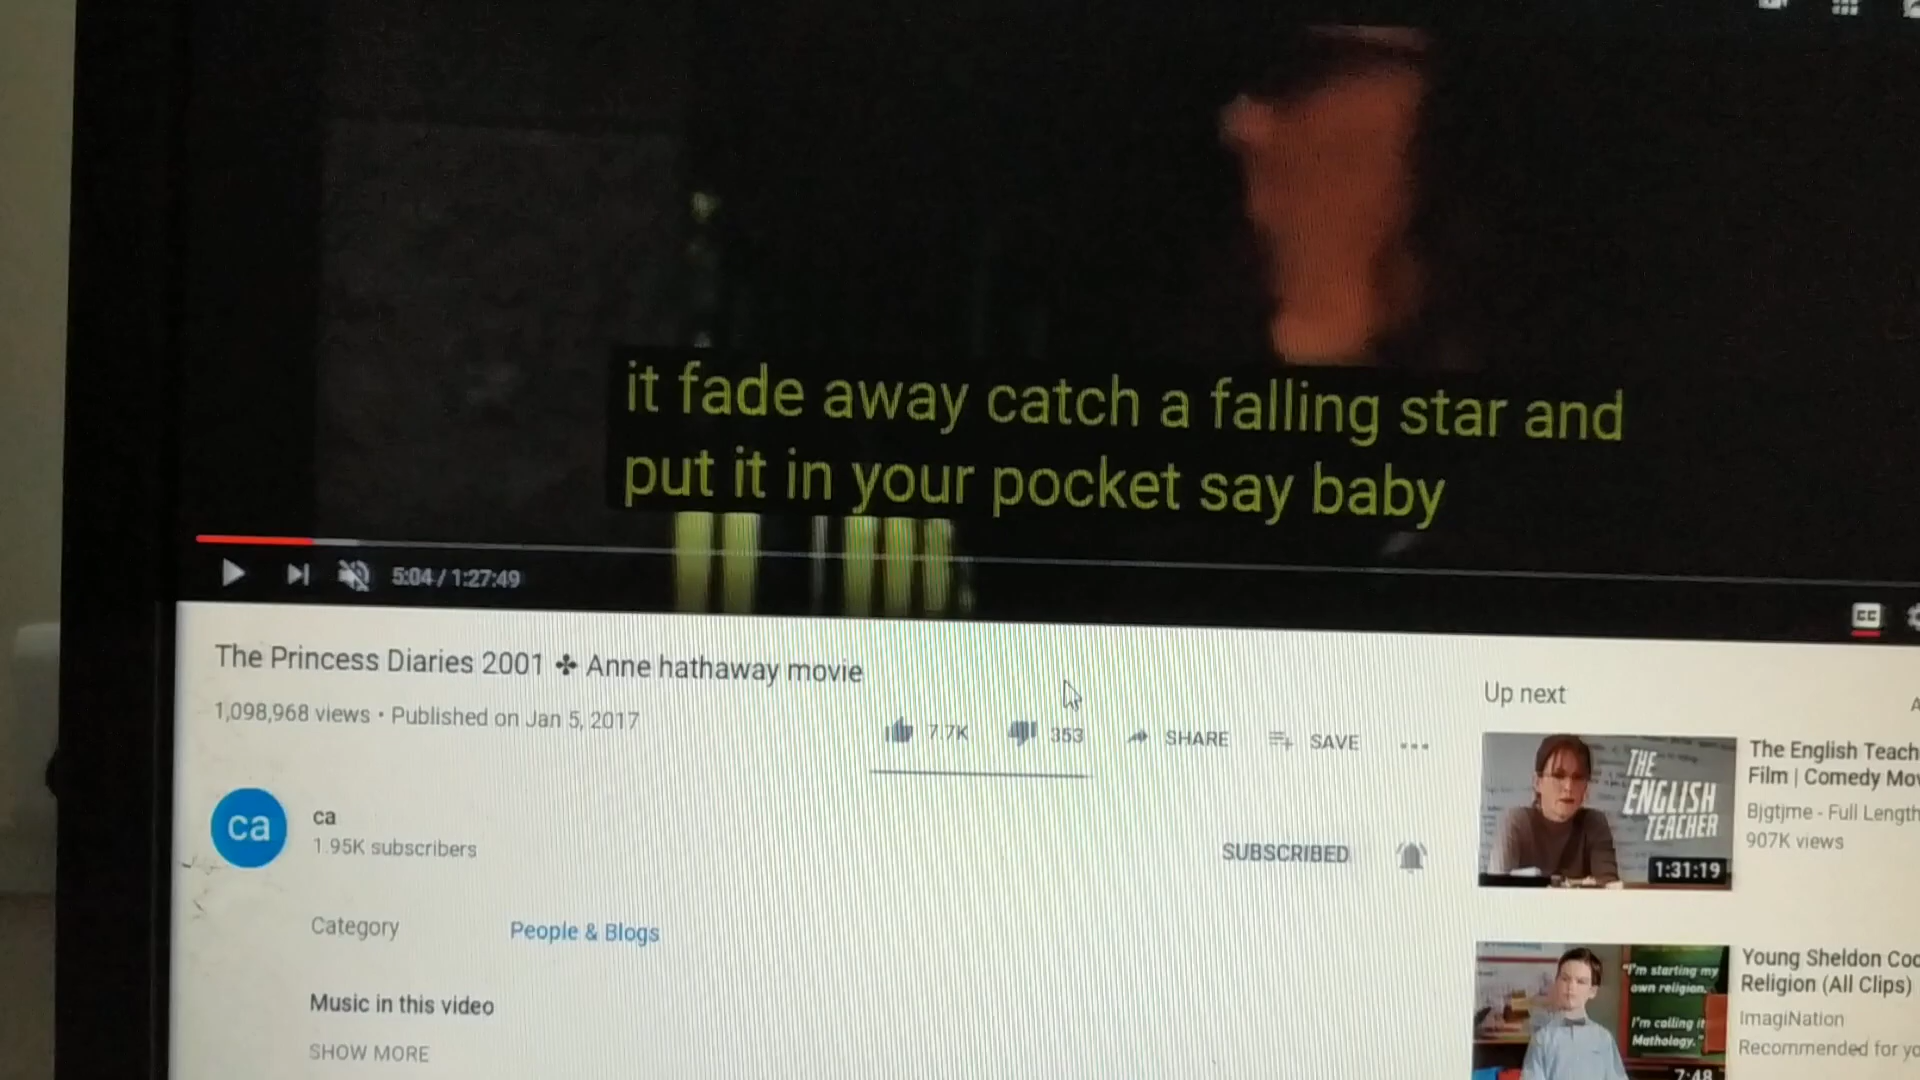 it fade away catch a falling star and
put it in your pocket say baby
5:04 / 1:27:49
CC
The Princess Diaries 2001 ✤ Anne hathaway movie
1,098,968 views • Published on Jan 5, 2017
7.7K 353 SHARE SAVE
ca
ca
1.95K subscribers
SUBSCRIBED
Category People & Blogs
Music in this video
SHOW MORE
Up next
A
THE
ENGLISH
TEACHER
1:31:19
The English Teach
Film | Comedy Mov
Bjgtjme - Full Length
907K views
"I'm starting my
own religion.
I'm calling it
Mathology."
7:48
Young Sheldon Coo
Religion (All Clips)
ImagiNation
Recommended for yo